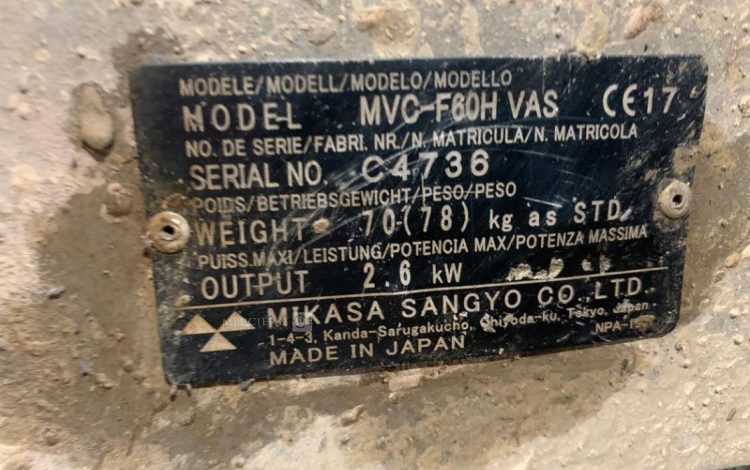 MODELE/MODELL/MODELO/MODELLO
MODEL MVC-F60H VAS CE17
NO. DE SERIE/FABRI. NR./N. MATRICULA/N. MATRICOLA
SERIAL NO. C4736
POIDS/BETRIEBSGEWICHT/PESO/PESO
WEIGHT 70(78) kg as STD.
PUISS.MAXI/LEISTUNG/POTENCIA MAX/POTENZA MASSIMA
OUTPUT 2.6 kW
MIKASA SANGYO CO., LTD.
1-4-3, Kanda-Sarugakucho, Chiyoda-ku, Tokyo, Japan
MADE IN JAPAN